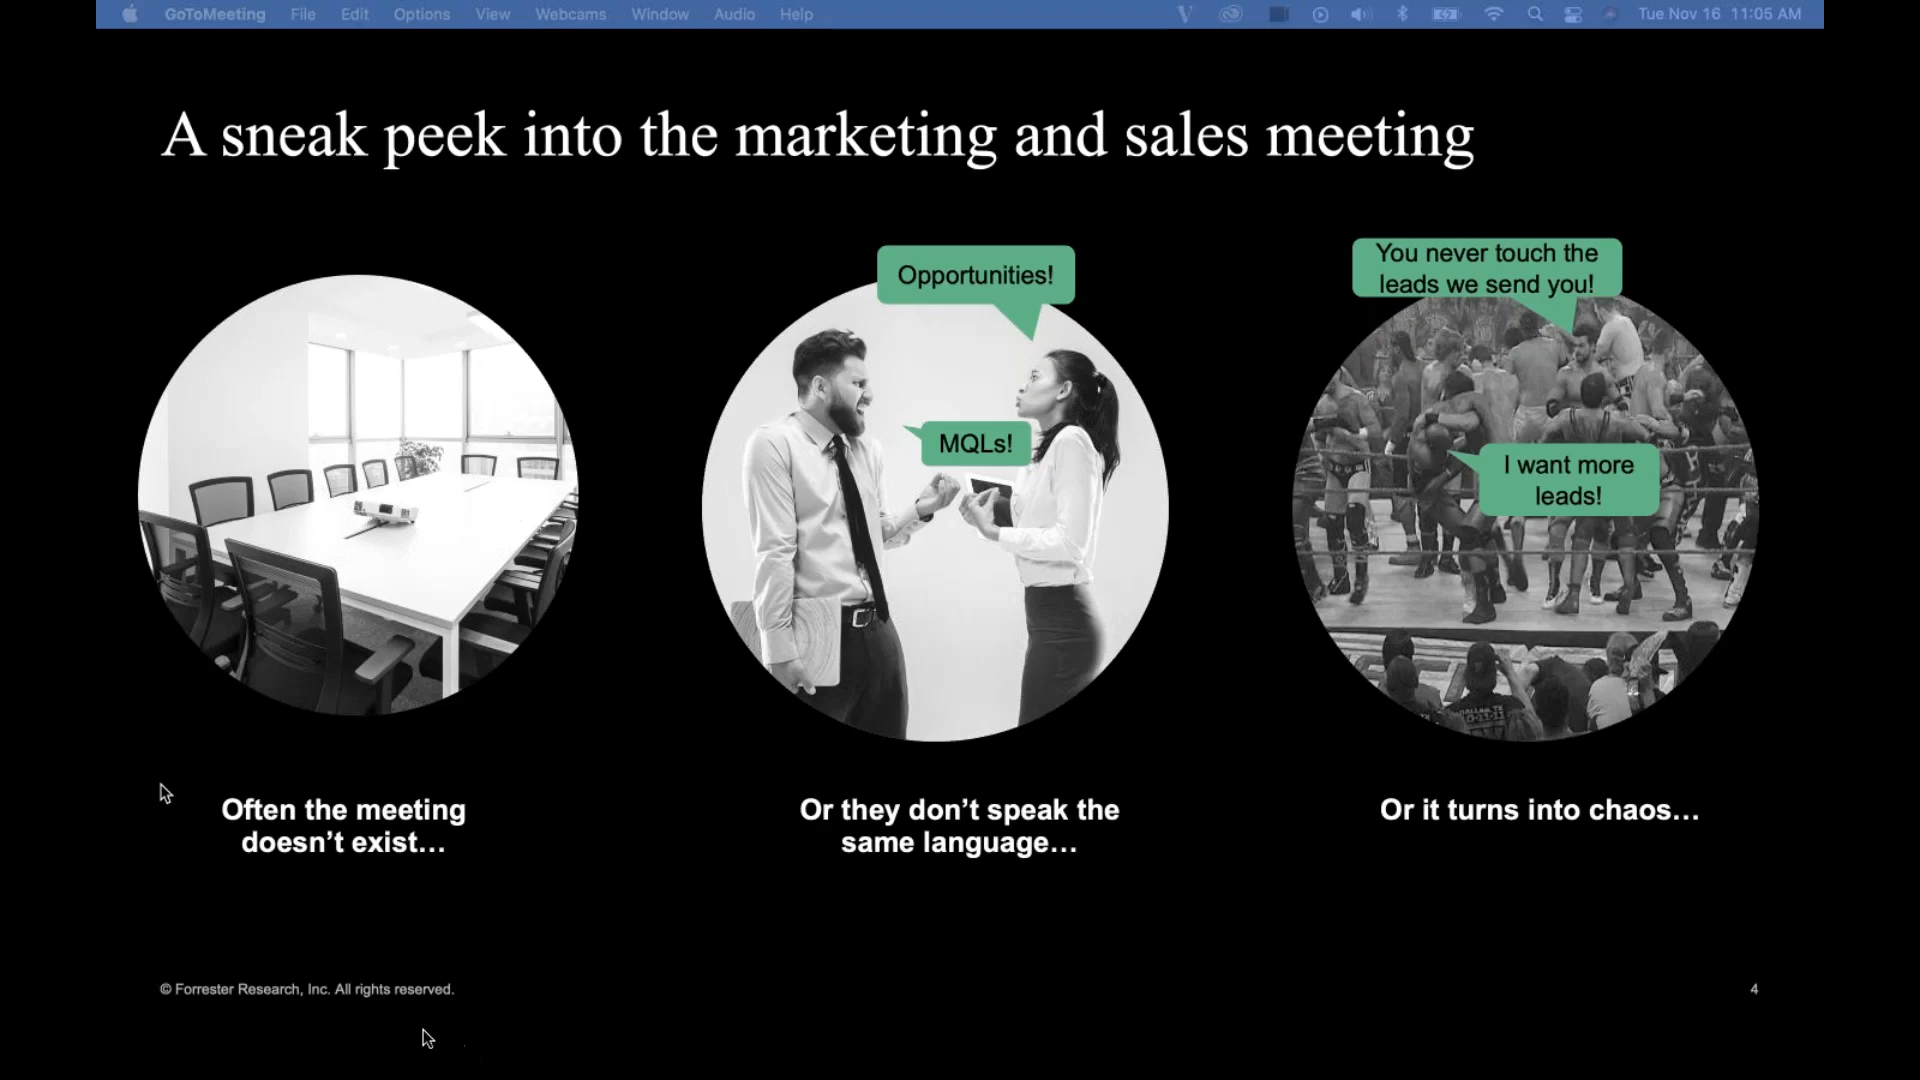 GoToMeeting File Edit Options View Webcams Window Audio Help Tue Nov 16 11:05 AM
A sneak peek into the marketing and sales meeting
Opportunities!
MQLs!
You never touch the
leads we send you!
I want more
leads!
Often the meeting
doesn’t exist…
Or they don’t speak the
same language…
Or it turns into chaos…
© Forrester Research, Inc. All rights reserved.
4